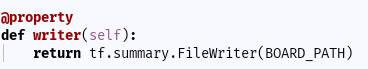 @property
def writer(self):
    return tf.summary.FileWriter(BOARD_PATH)